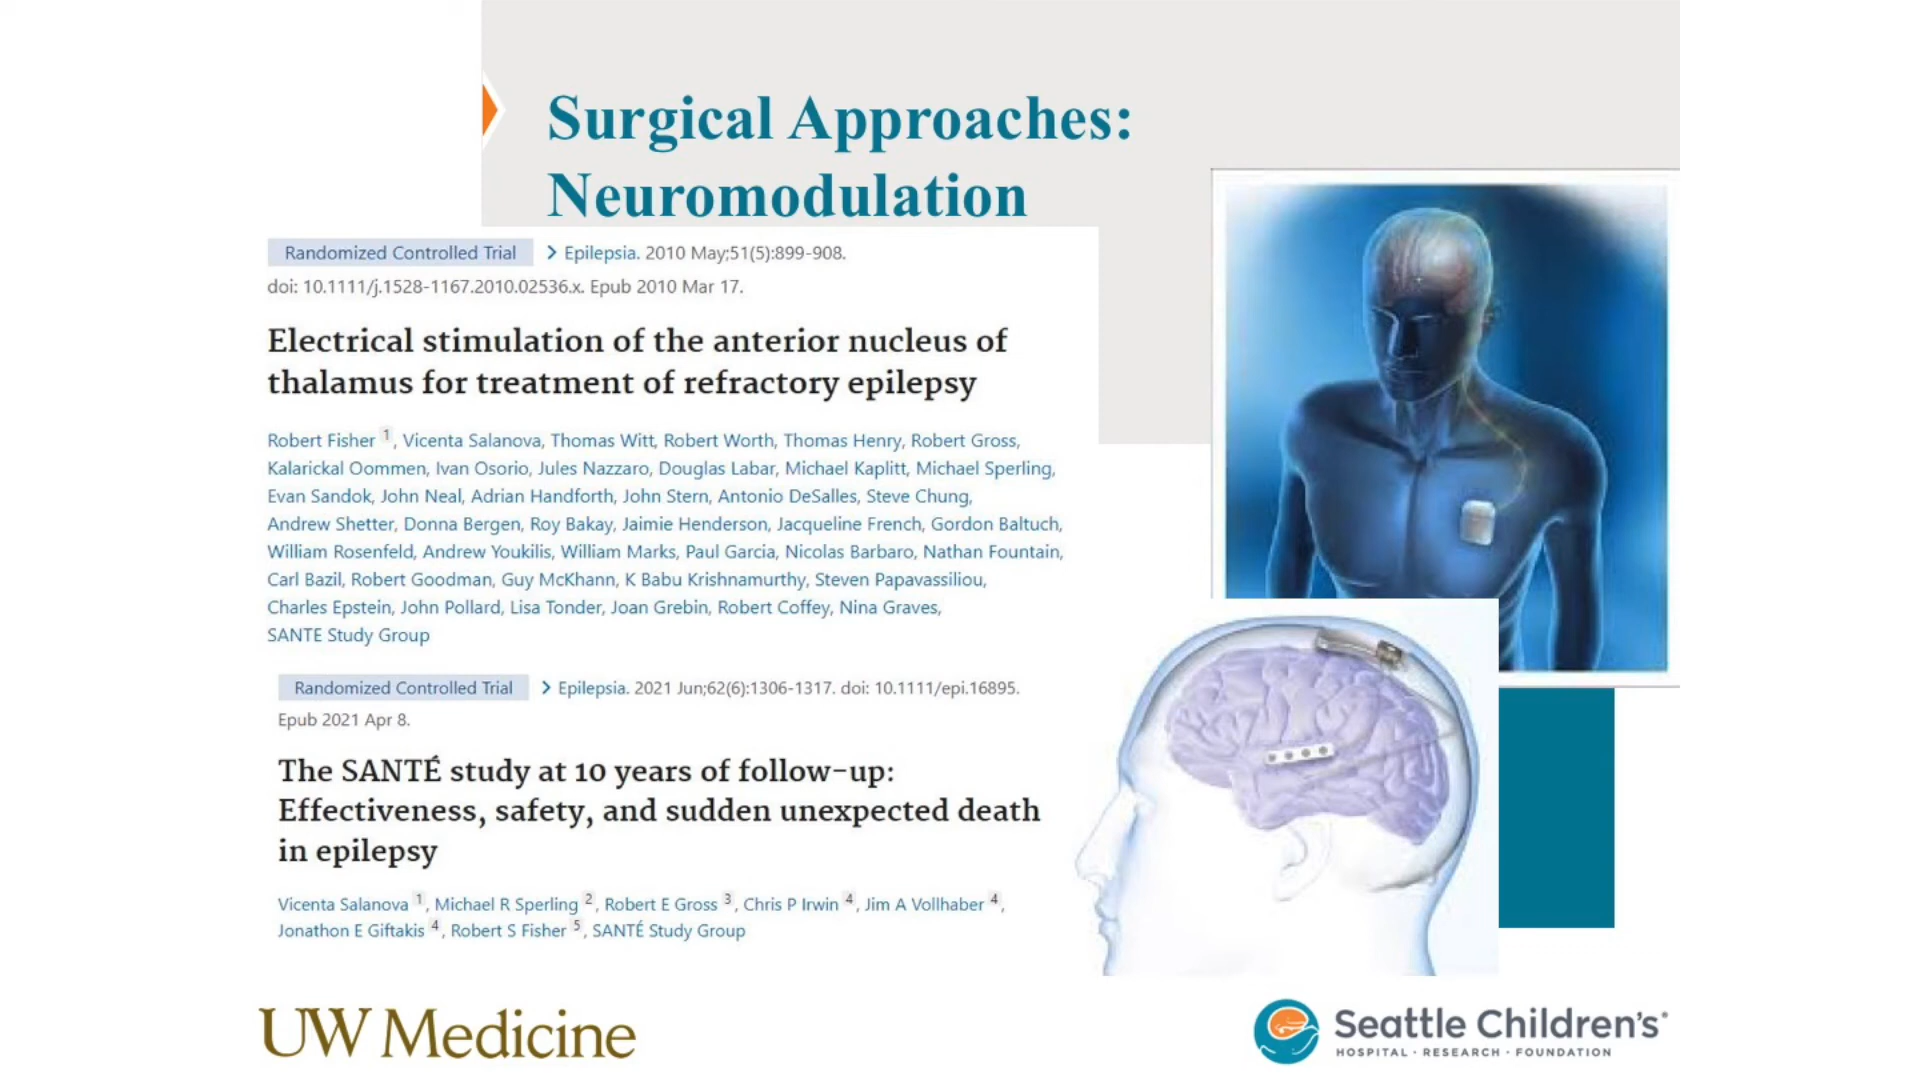 Surgical Approaches:
Neuromodulation
Randomized Controlled Trial > Epilepsia. 2010 May;51(5):899-908.
doi: 10.1111/j.1528-1167.2010.02536.x. Epub 2010 Mar 17.
Electrical stimulation of the anterior nucleus of
thalamus for treatment of refractory epilepsy
Robert Fisher 1, Vicenta Salanova, Thomas Witt, Robert Worth, Thomas Henry, Robert Gross,
Kalarickal Oommen, Ivan Osorio, Jules Nazzaro, Douglas Labar, Michael Kaplitt, Michael Sperling,
Evan Sandok, John Neal, Adrian Handforth, John Stern, Antonio DeSalles, Steve Chung,
Andrew Shetter, Donna Bergen, Roy Bakay, Jaimie Henderson, Jacqueline French, Gordon Baltuch,
William Rosenfeld, Andrew Youkilis, William Marks, Paul Garcia, Nicolas Barbaro, Nathan Fountain,
Carl Bazil, Robert Goodman, Guy McKhann, K Babu Krishnamurthy, Steven Papavassiliou,
Charles Epstein, John Pollard, Lisa Tonder, Joan Grebin, Robert Coffey, Nina Graves,
SANTE Study Group
Randomized Controlled Trial > Epilepsia. 2021 Jun;62(6):1306-1317. doi: 10.1111/epi.16895.
Epub 2021 Apr 8.
The SANTÉ study at 10 years of follow-up:
Effectiveness, safety, and sudden unexpected death
in epilepsy
Vicenta Salanova 1, Michael R Sperling 2, Robert E Gross 3, Chris P Irwin 4, Jim A Vollhaber 4,
Jonathon E Giftakis 4, Robert S Fisher 5, SANTÉ Study Group
UW Medicine
Seattle Children's
HOSPITAL · RESEARCH · FOUNDATION